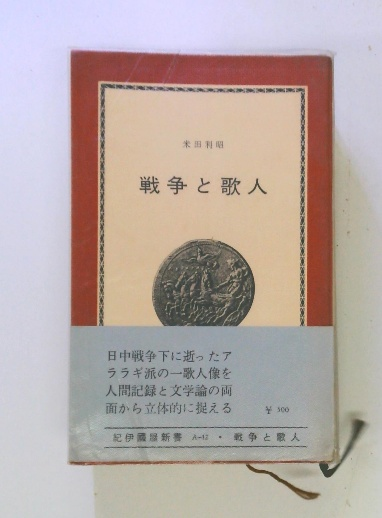 米田利昭
戦争と歌人
日中戦争下に逝ったア
ララギ派の一歌人像を
人間記録と文学論の両
面から立体的に捉える
¥ 300
紀伊國屋新書 A-32・戦争と歌人